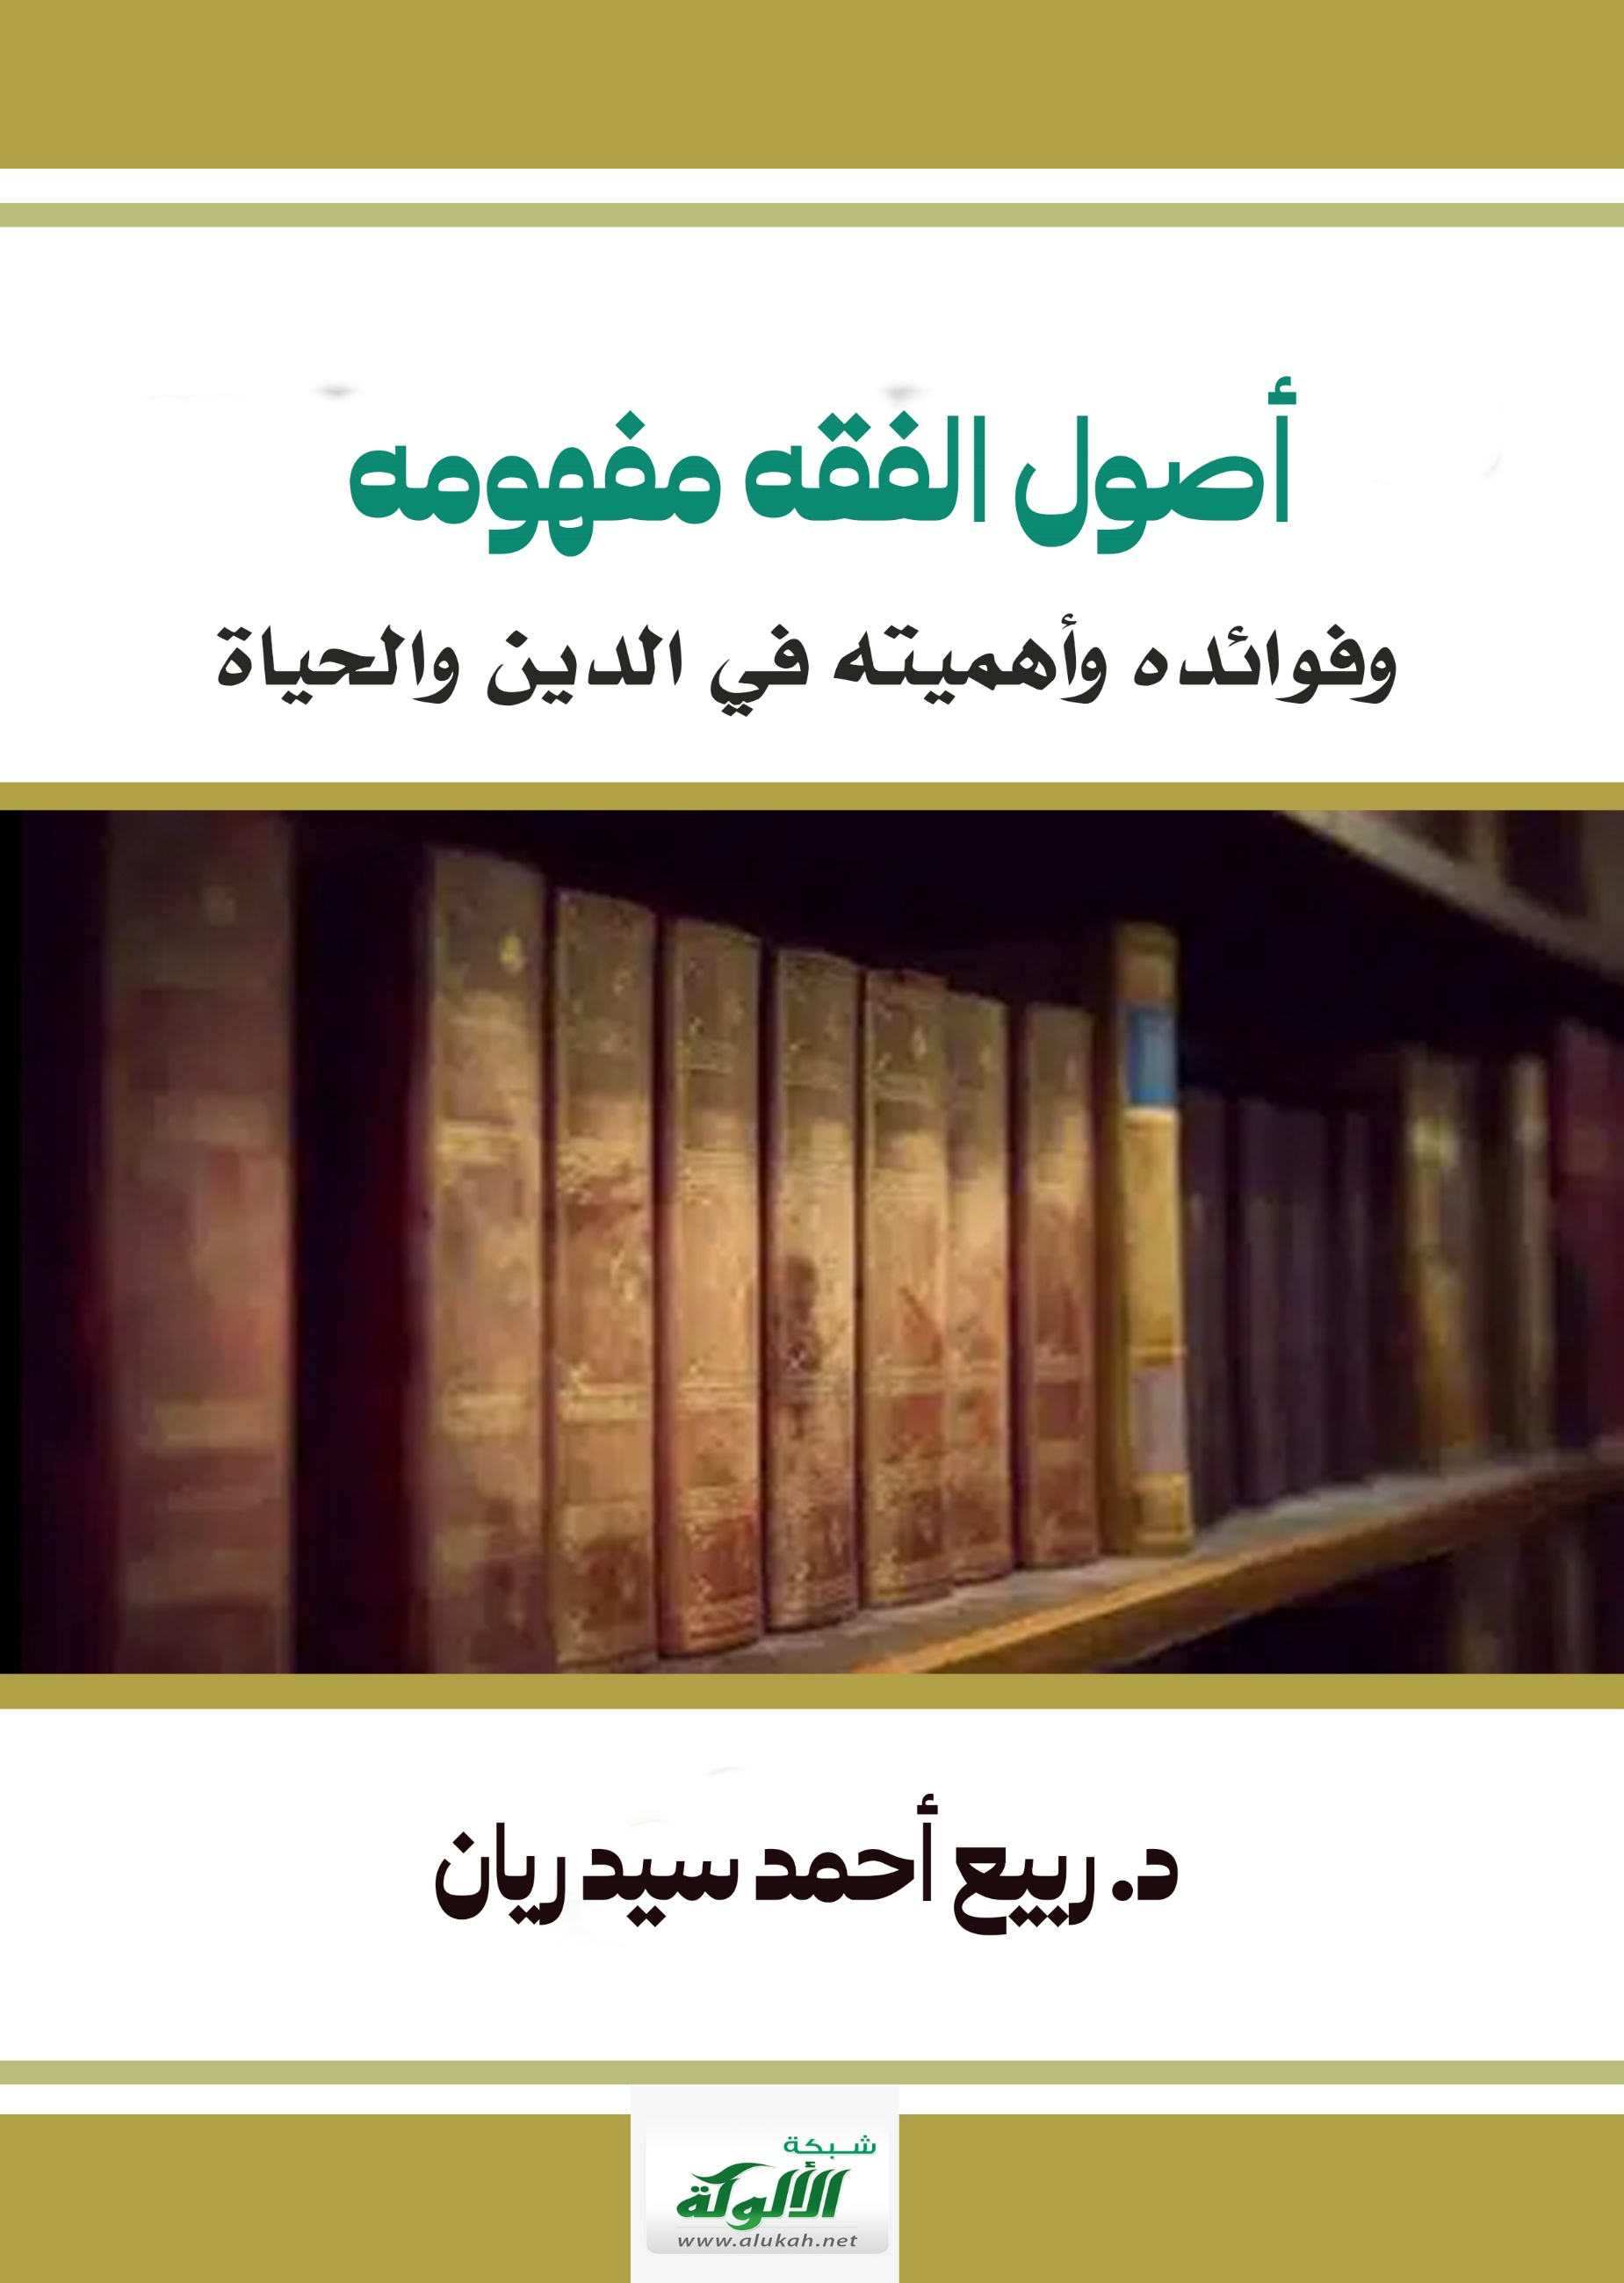 أصول الفقه مفهومه
وفوائده وأهميته في الدين والحياة
د. ربيع أحمد سيد ريان
شبكة
الألوكة
www.alukah.net